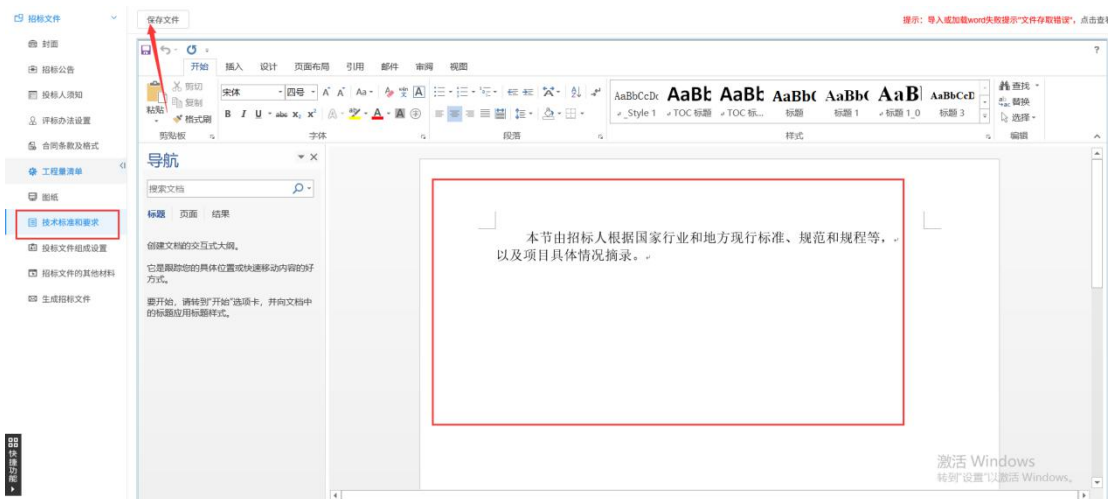 招标文件
封面
招标公告
投标人须知
评标办法设置
合同条款及格式
工程量清单
图纸
技术标准和要求
投标文件组成设置
招标文件的其他材料
生成招标文件
快捷功能
保存文件
提示：导入或加载word失败提示"文件存取错误"，点击查
开始 插入 设计 页面布局 引用 邮件 审阅 视图
粘贴
剪切
复制
格式刷
剪贴板
宋体 四号
字体
段落
AaBbCcDc AaBb AaBb AaBb( AaBb( AaB AaBbCcD
_Style 1 TOC 标题 TOC 标... 标题 标题 1 标题 1_0 标题 3
样式
查找
替换
选择
编辑
导航
搜索文档
标题 页面 结果
创建文档的交互式大纲。
它是跟踪您的具体位置或快速移动内容的好
方式。
要开始，请转到"开始"选项卡，并向文档中
的标题应用标题样式。
本节由招标人根据国家行业和地方现行标准、规范和规程等，
以及项目具体情况摘录。
激活 Windows
转到"设置"以激活 Windows。